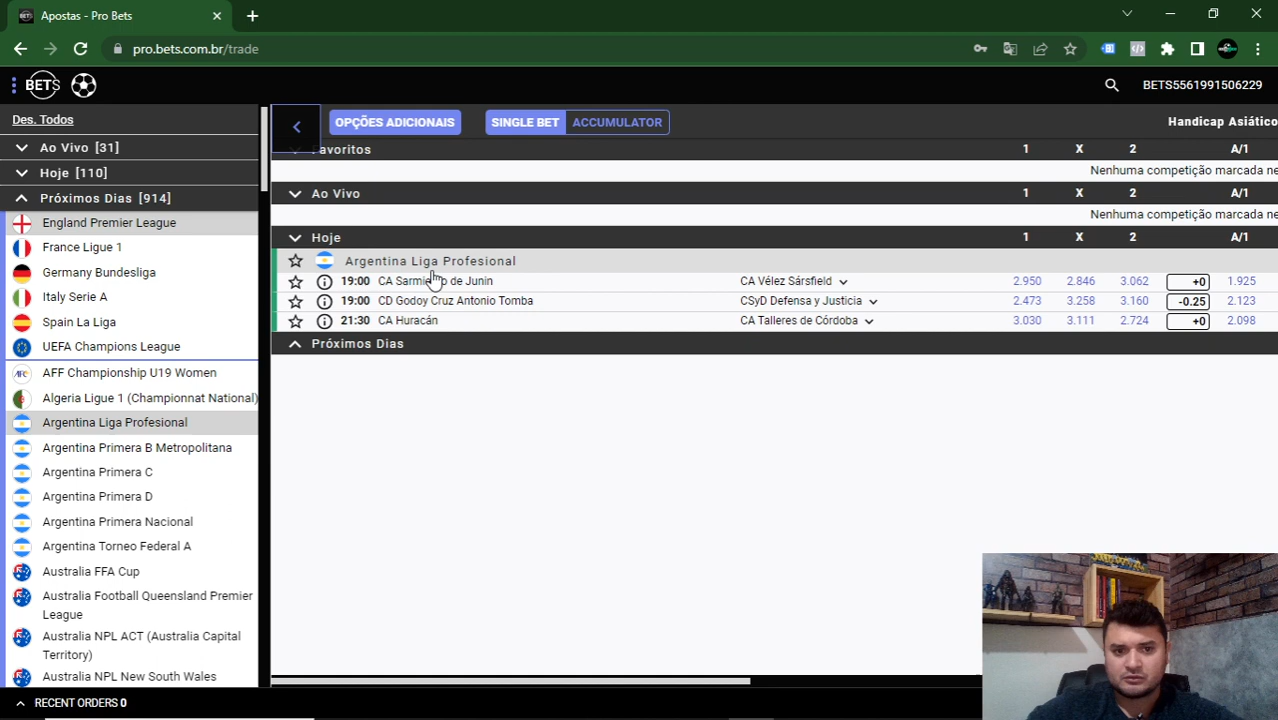 Apostas - Pro Bets
pro.bets.com.br/trade
BETS
BETS5561991506229
Des. Todos
OPÇÕES ADICIONAIS
SINGLE BET
ACCUMULATOR
Handicap Asiático
Ao Vivo [31]
Hoje [110]
Próximos Dias [914]
England Premier League
France Ligue 1
Germany Bundesliga
Italy Serie A
Spain La Liga
UEFA Champions League
AFF Championship U19 Women
Algeria Ligue 1 (Championnat National)
Argentina Liga Profesional
Argentina Primera B Metropolitana
Argentina Primera C
Argentina Primera D
Argentina Primera Nacional
Argentina Torneo Federal A
Australia FFA Cup
Australia Football Queensland Premier
League
Australia NPL ACT (Australia Capital
Territory)
Australia NPL New South Wales
Favoritos 1 X 2 A/1
Nenhuma competição marcada ne
Ao Vivo 1 X 2 A/1
Nenhuma competição marcada ne
Hoje 1 X 2 A/1
Argentina Liga Profesional
19:00 CA Sarmi o de Junin CA Vélez Sársfield 2.950 2.846 3.062 +0 1.925
19:00 CD Godoy Cruz Antonio Tomba CSyD Defensa y Justicia 2.473 3.258 3.160 -0.25 2.123
21:30 CA Huracán CA Talleres de Córdoba 3.030 3.111 2.724 +0 2.098
Próximos Dias
RECENT ORDERS 0